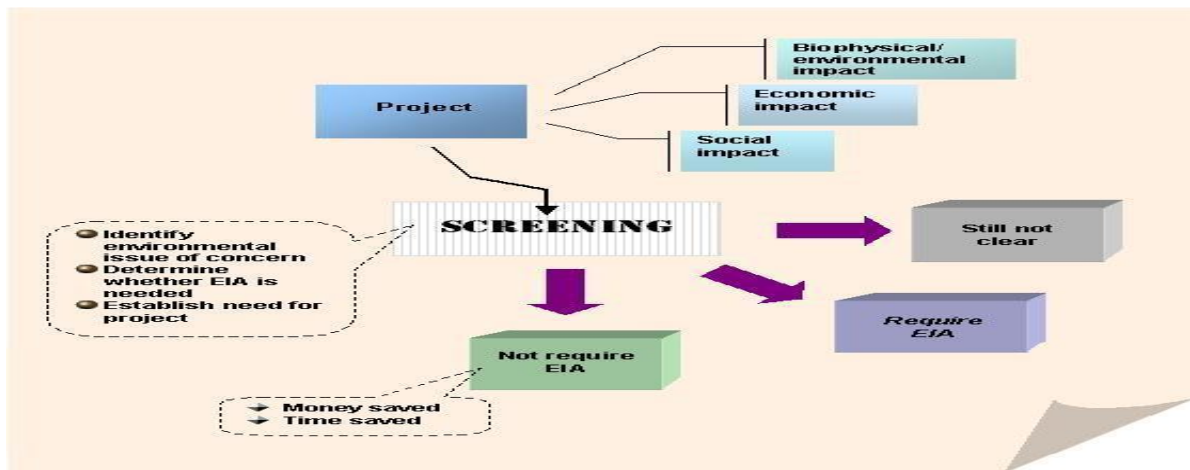 Biophysical/
environmental
impact
Project
Economic
impact
Social
impact
SCREENING
Identify
environmental
issue of concern
Determine
whether EIA is
needed
Establish need for
project
Still not
clear
Require
EIA
Not require
EIA
Money saved
Time saved